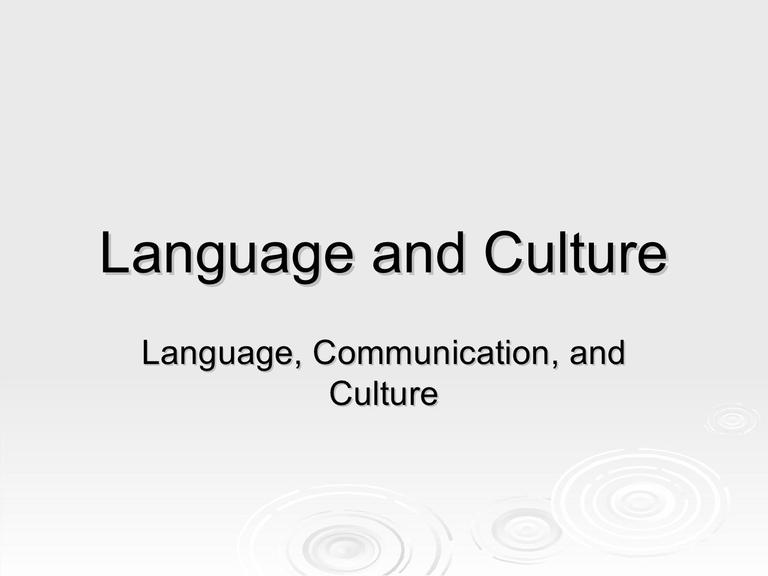 Language and Culture
Language, Communication, and
Culture